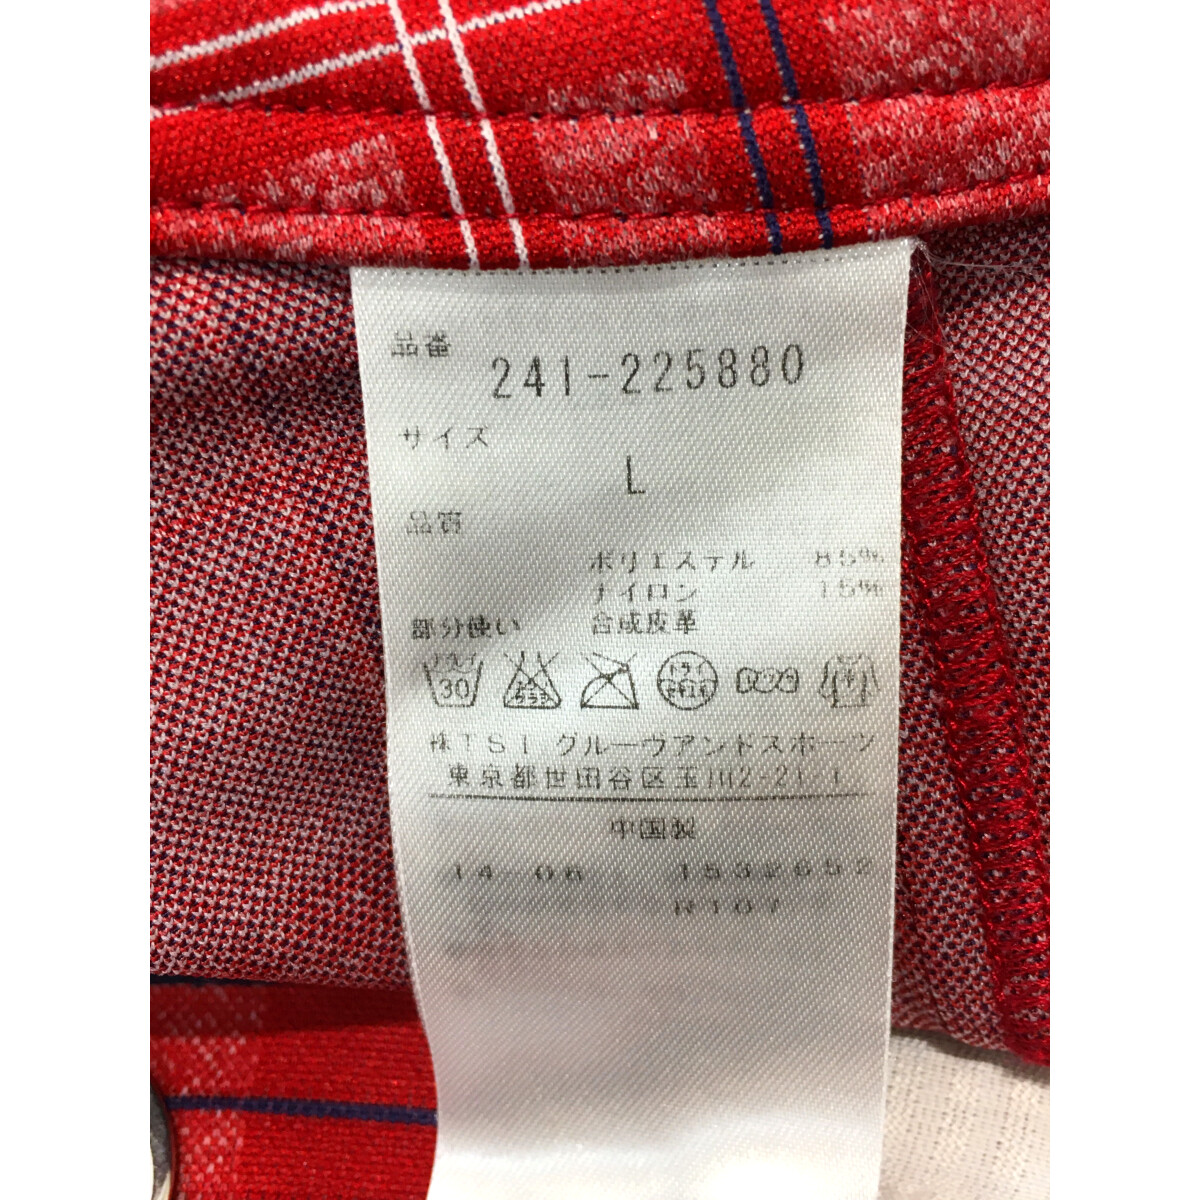 品番
241-225880
サイズ
L
品質
ポリエステル 85%
ナイロン 15%
部分使い 合成皮革
30
株TSI グルーヴアンドスポーツ
東京都世田谷区玉川2-21-1
中国製
14-06 1532652
R107